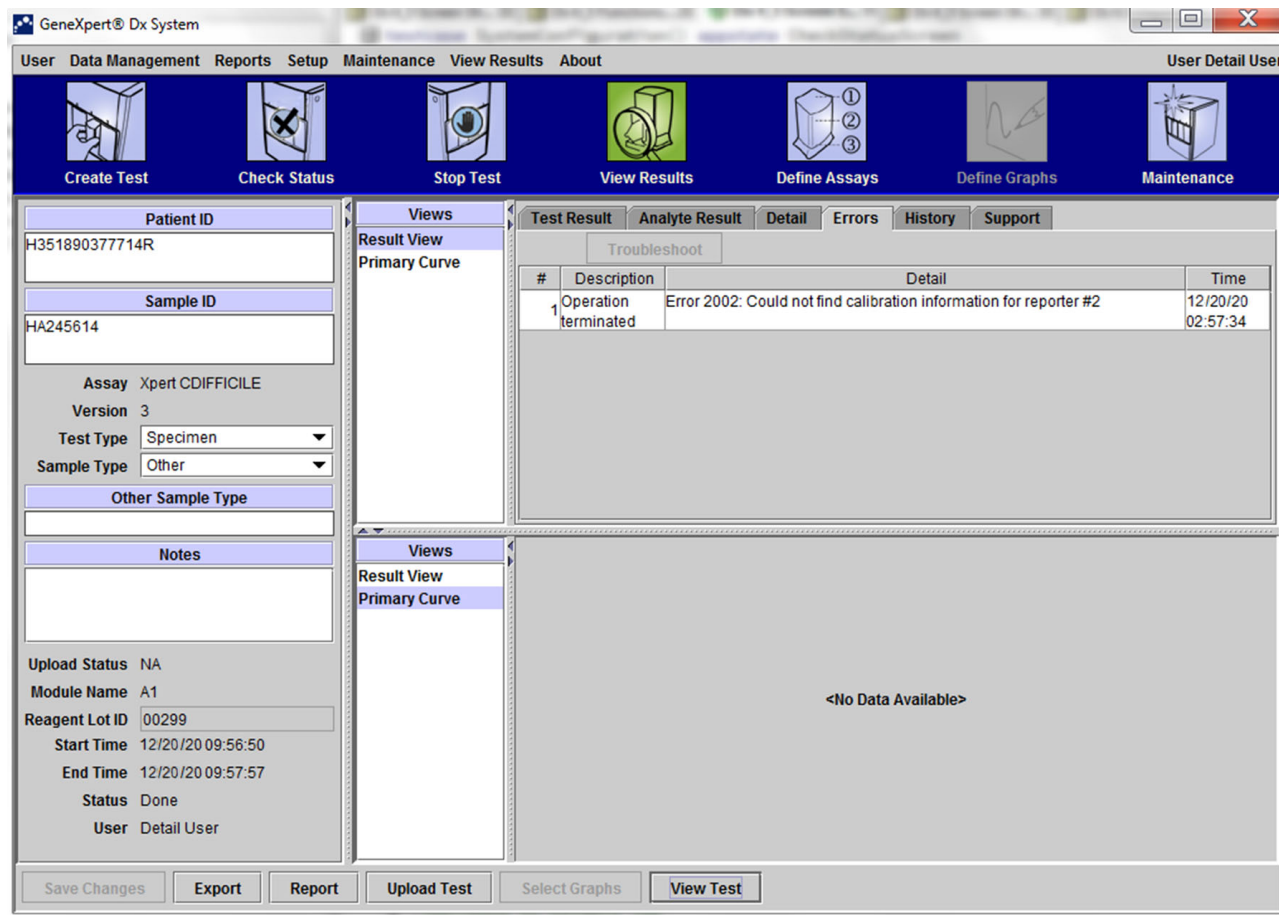 GeneXpert® Dx System
User Data Management Reports Setup Maintenance View Results About
User Detail User
Create Test
Check Status
Stop Test
View Results
Define Assays
Define Graphs
Maintenance
Patient ID
H351890377714R
Sample ID
HA245614
Assay Xpert CDIFFICILE
Version 3
Test Type Specimen
Sample Type Other
Other Sample Type
Notes
Upload Status NA
Module Name A1
Reagent Lot ID 00299
Start Time 12/20/20 09:56:50
End Time 12/20/20 09:57:57
Status Done
User Detail User
Views
Result View
Primary Curve
Test Result Analyte Result Detail Errors History Support
Troubleshoot
# Description Detail Time
1 Operation terminated Error 2002: Could not find calibration information for reporter #2 12/20/20
02:57:34
Views
Result View
Primary Curve
<No Data Available>
Save Changes Export Report Upload Test Select Graphs View Test